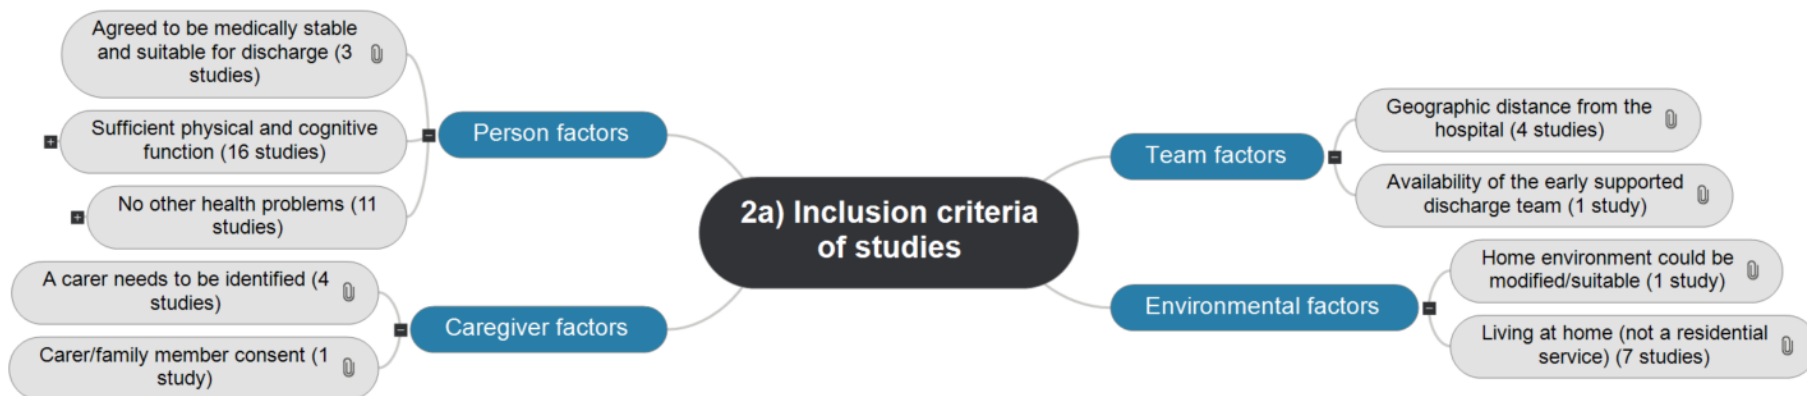 Agreed to be medically stable
and suitable for discharge (3
studies)
Sufficient physical and cognitive
function (16 studies)
No other health problems (11
studies)
Person factors
A carer needs to be identified (4
studies)
Carer/family member consent (1
study)
Caregiver factors
2a) Inclusion criteria
of studies
Team factors
Geographic distance from the
hospital (4 studies)
Availability of the early supported
discharge team (1 study)
Environmental factors
Home environment could be
modified/suitable (1 study)
Living at home (not a residential
service) (7 studies)